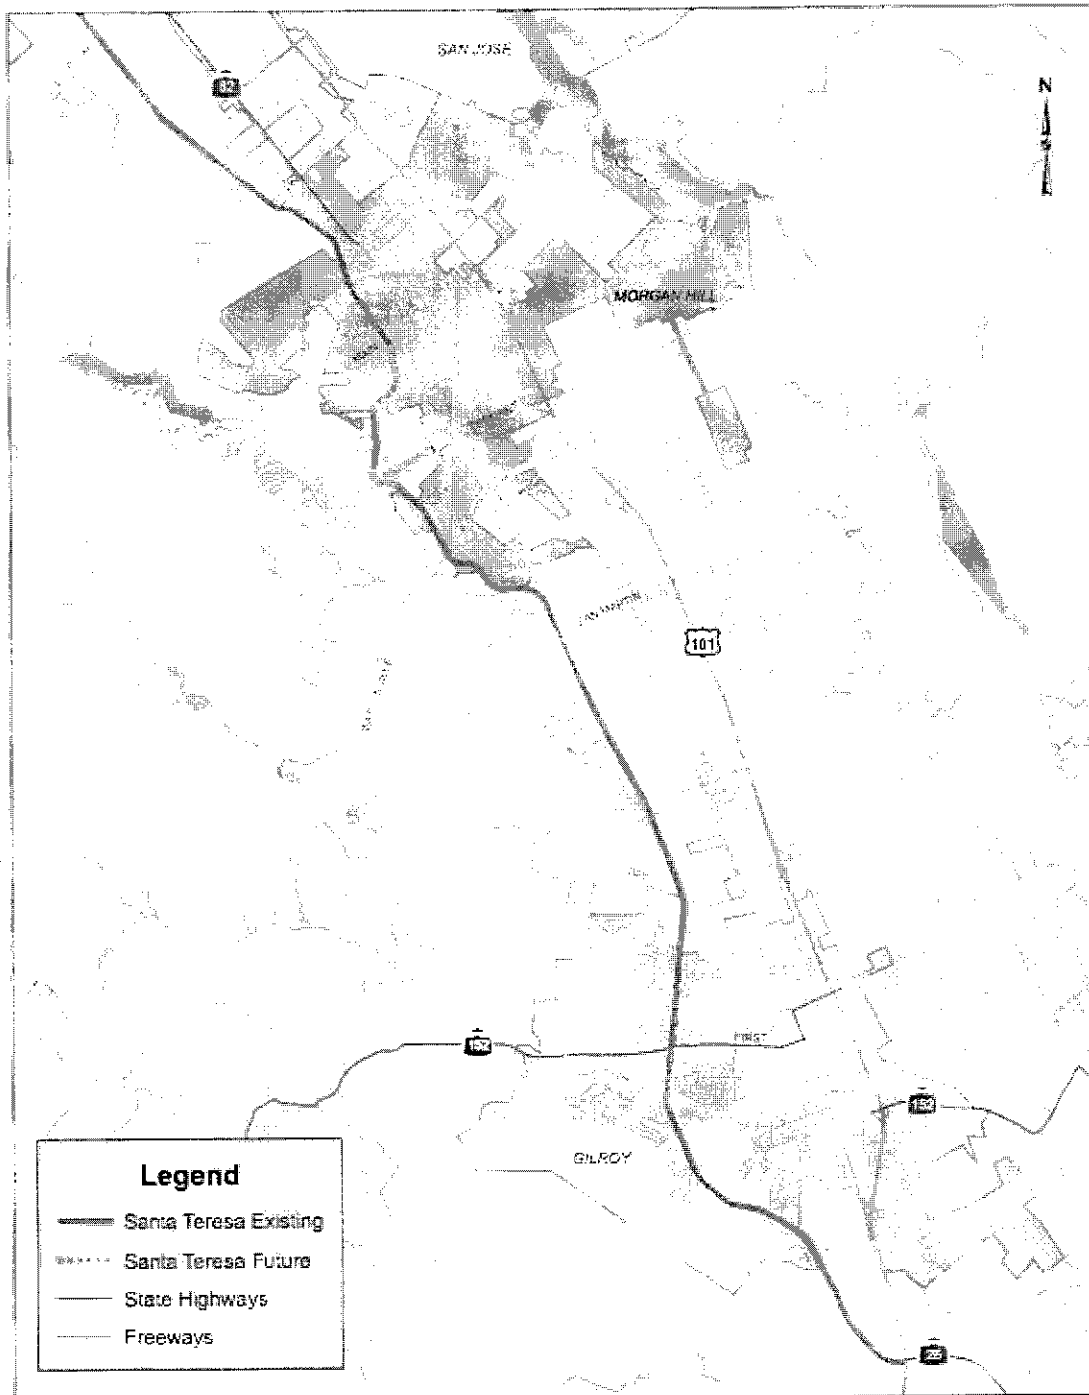 SAN JOSE
N
MORGAN HILL
101
FIRST
GILROY
Legend
Santa Teresa Existing
Santa Teresa Future
State Highways
Freeways